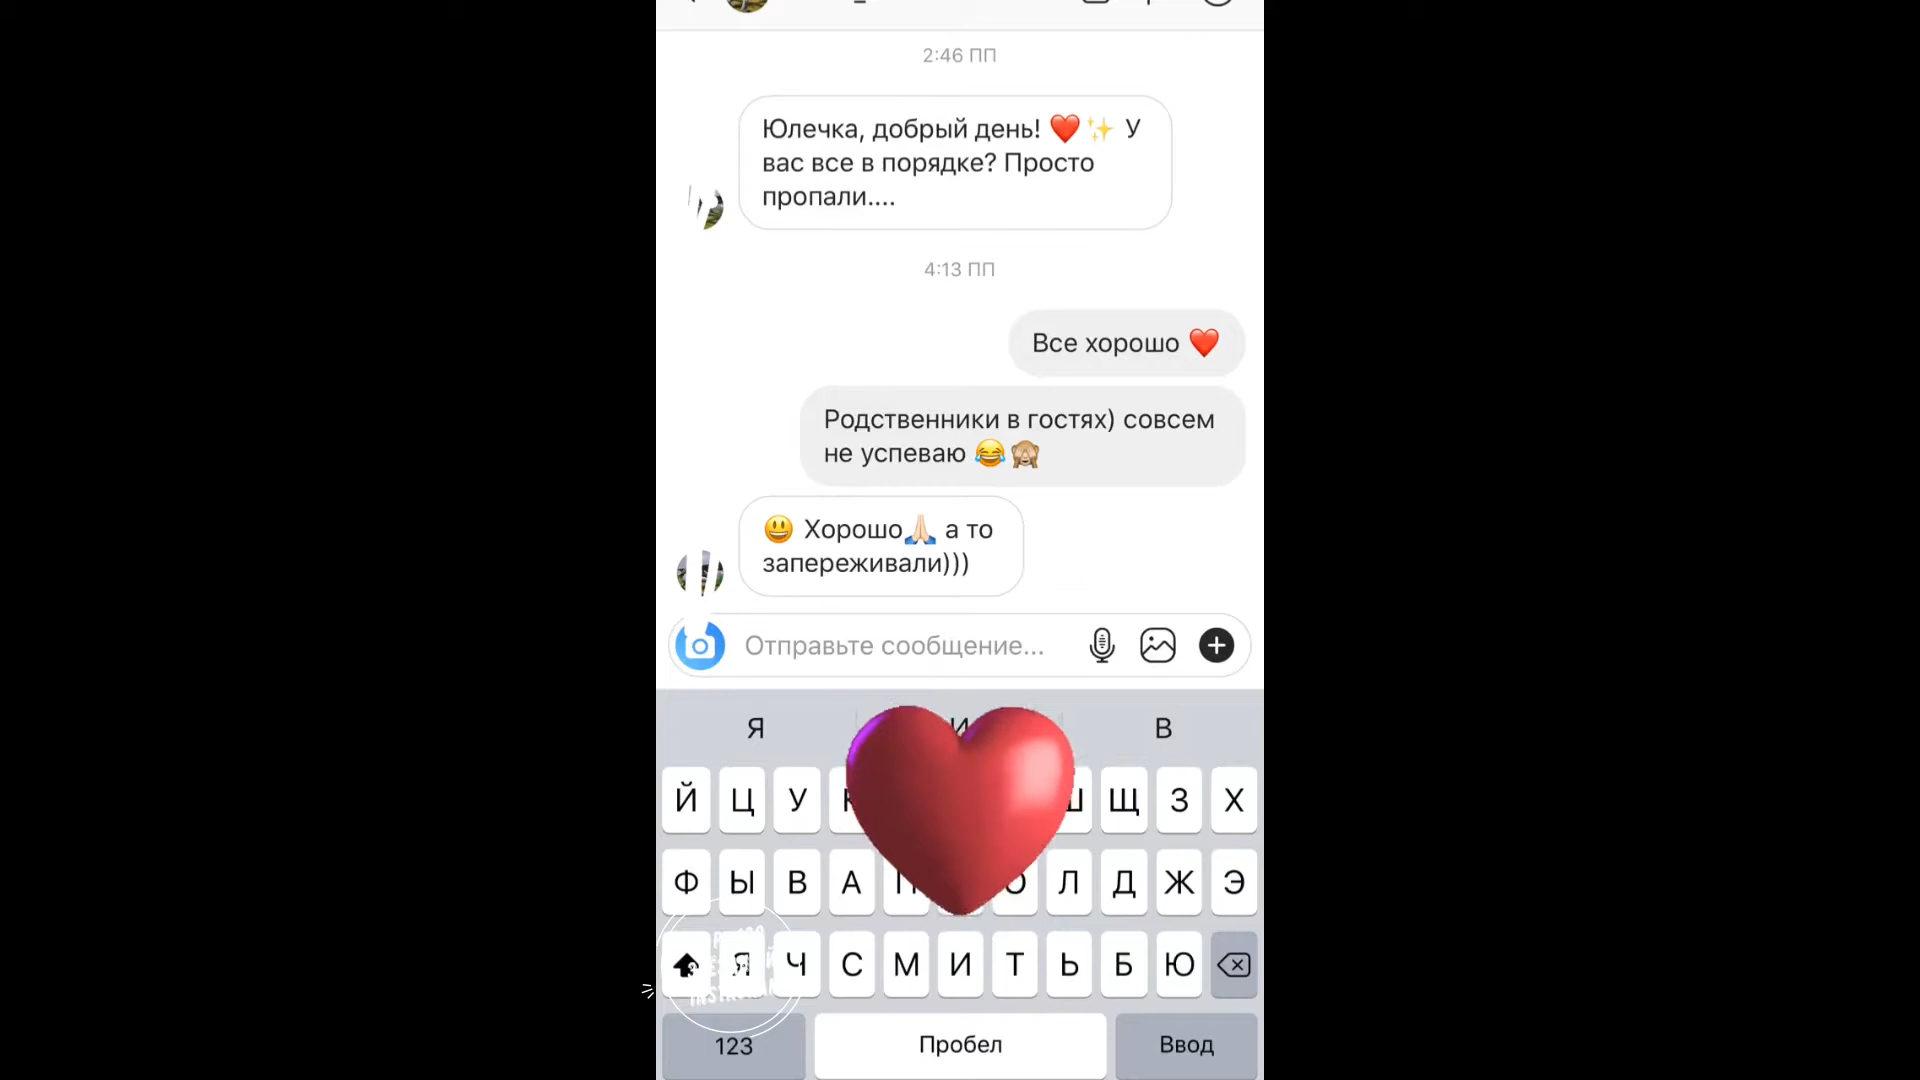 2:46 ПП
Юлечка, добрый день! ❤️✨ У
вас все в порядке? Просто
пропали....
4:13 ПП
Все хорошо ❤️
Родственники в гостях) совсем
не успеваю 😂🙈
😃 Хорошо🙏🏻 а то
запереживали)))
Отправьте сообщение...
Я И В
Й Ц У Ш Щ З Х
Ф Ы В А П О Л Д Ж Э
Я Ч С М И Т Ь Б Ю
123 Пробел Ввод